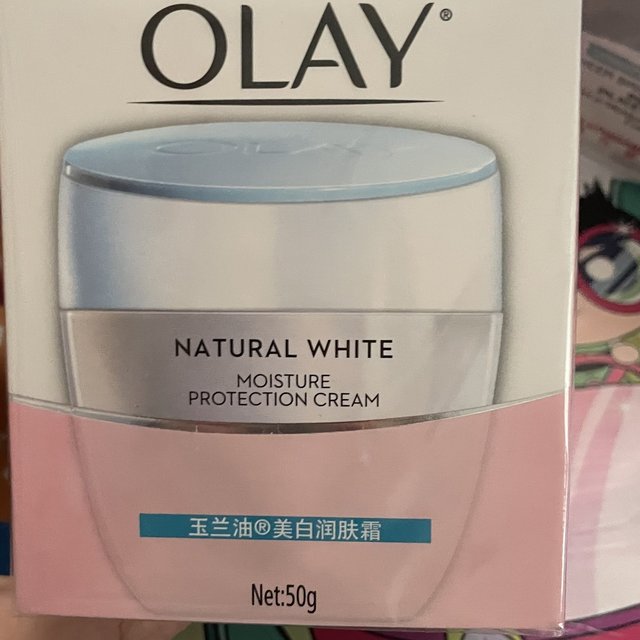 OLAY®
OLAY
NATURAL WHITE
MOISTURE
PROTECTION CREAM
玉兰油®美白润肤霜
Net:50g